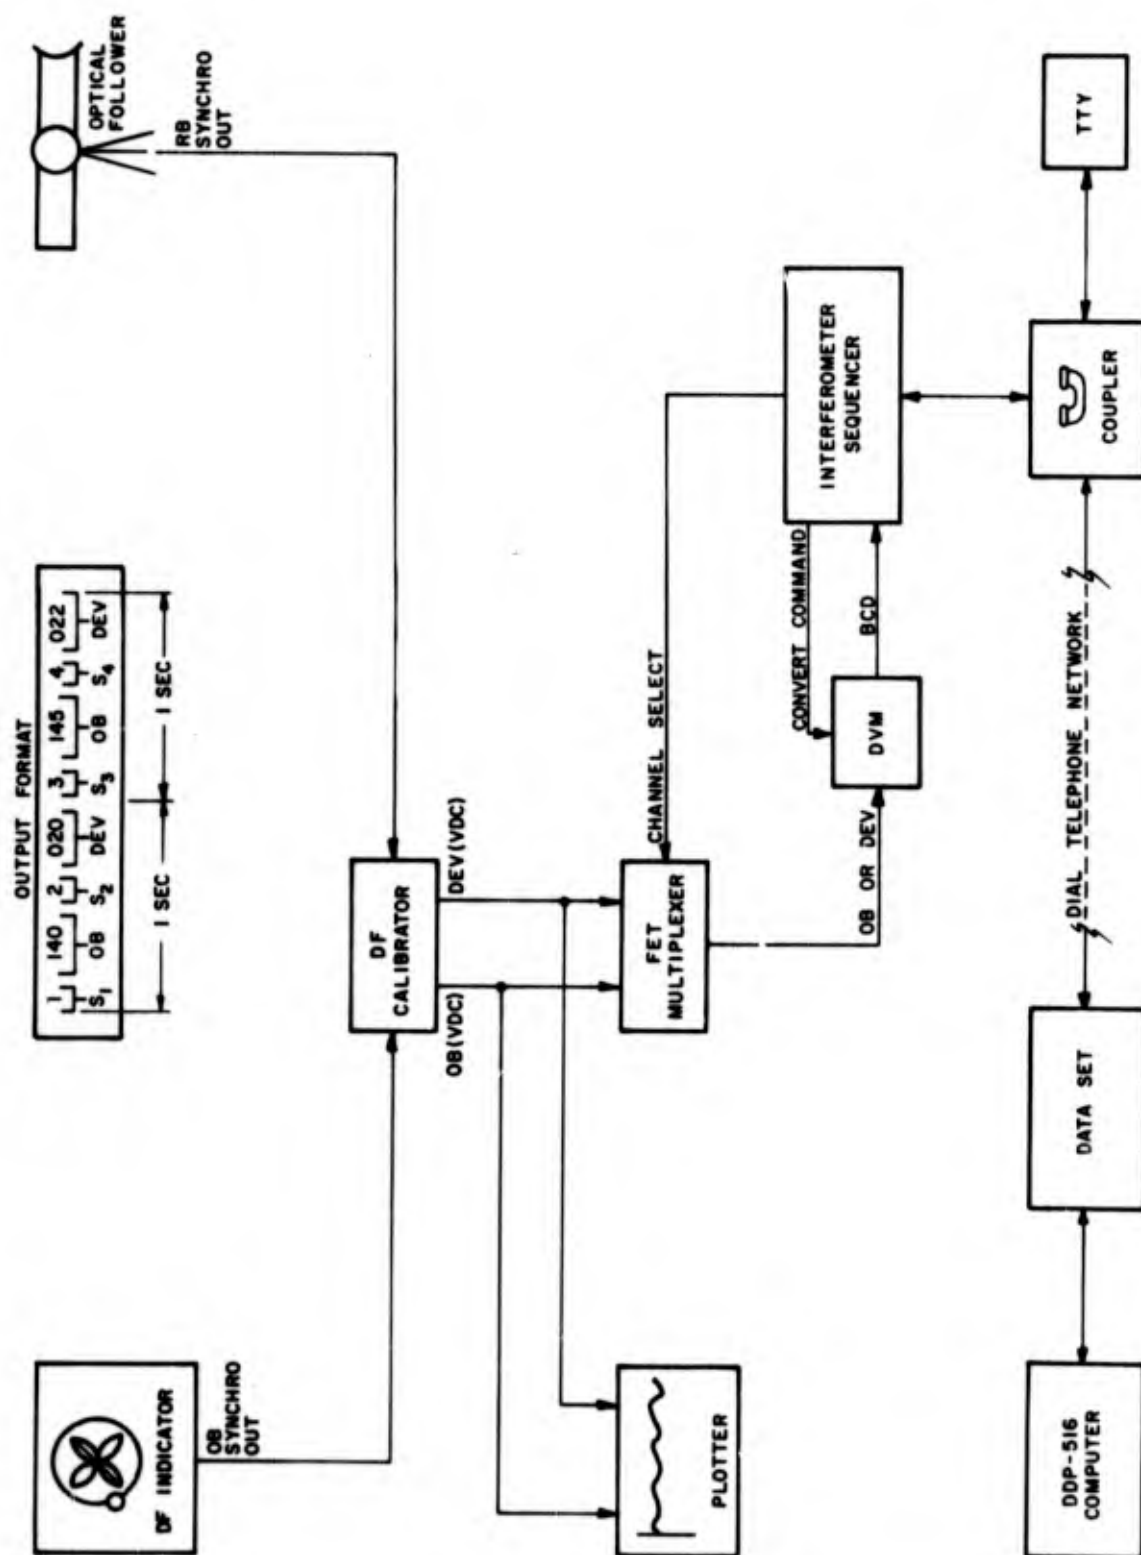 OUTPUT FORMAT
1 140 2 020 3 145 4 022
S1 OB S2 DEV S3 OB S4 DEV
1 SEC 1 SEC
DF INDICATOR
OB
SYNCHRO
OUT
OPTICAL
FOLLOWER
RB
SYNCHRO
OUT
DF
CALIBRATOR
OB(VDC)
DEV(VDC)
PLOTTER
FET
MULTIPLEXER
CHANNEL SELECT
OB OR DEV
CONVERT COMMAND
DVM
BCD
INTERFEROMETER
SEQUENCER
DDP-516
COMPUTER
DATA SET
DIAL TELEPHONE NETWORK
COUPLER
TTY